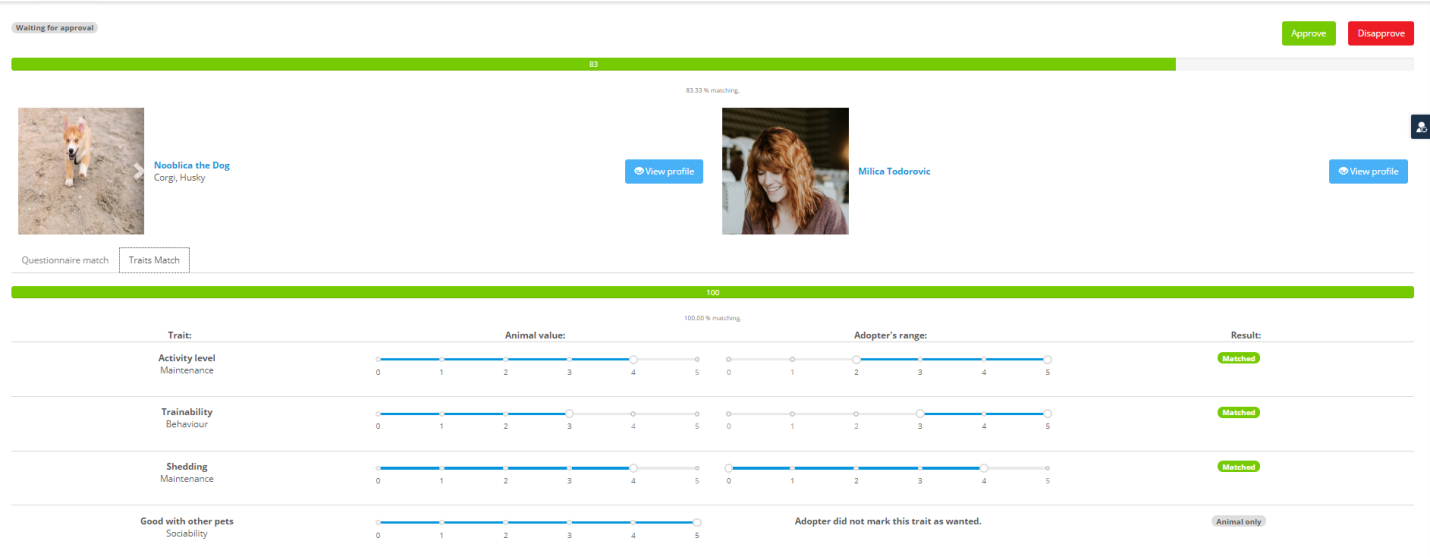 Waiting for approval
Approve
Disapprove
83
83.33 % matching.
Nooblica the Dog
Corgi, Husky
View profile
Milica Todorovic
View profile
Questionnaire match
Traits Match
100
100.00 % matching.
Trait: Animal value: Adopter's range: Result:
Activity level
Maintenance
0 1 2 3 4 5
0 1 2 3 4 5
Matched
Trainability
Behaviour
0 1 2 3 4 5
0 1 2 3 4 5
Matched
Shedding
Maintenance
0 1 2 3 4 5
0 1 2 3 4 5
Matched
Good with other pets
Sociability
0 1 2 3 4 5
Adopter did not mark this trait as wanted.
Animal only